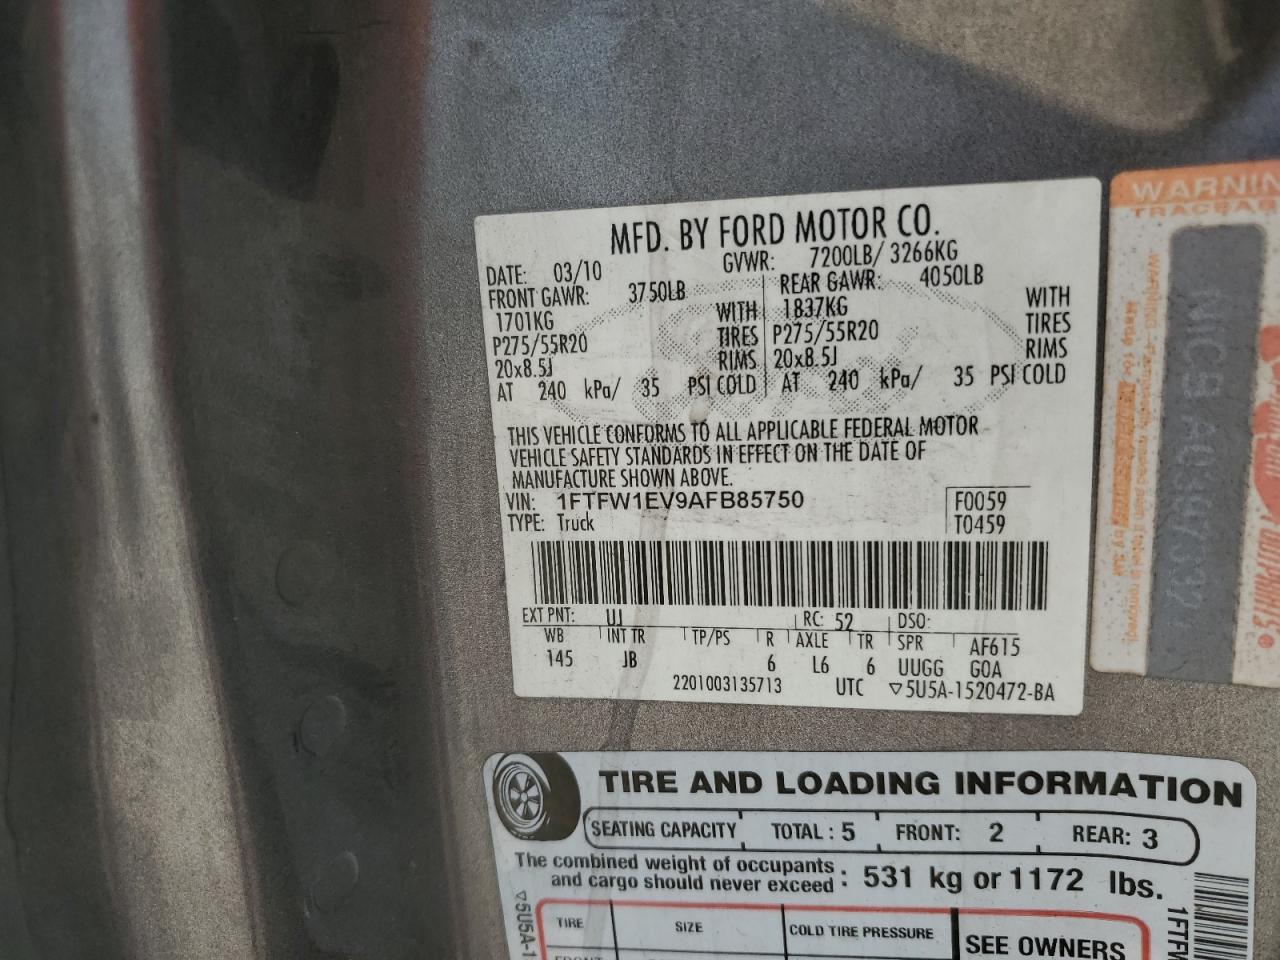 MFD. BY FORD MOTOR CO.
DATE: 03/10 GVWR: 7200LB/ 3266KG
FRONT GAWR: 3750LB REAR GAWR: 4050LB
1701KG WITH 1837KG WITH
P275/55R20 TIRES P275/55R20 TIRES
20x8.5J RIMS 20x8.5J RIMS
AT 240 kPa/ 35 PSI COLD AT 240 kPa/ 35 PSI COLD
THIS VEHICLE CONFORMS TO ALL APPLICABLE FEDERAL MOTOR
VEHICLE SAFETY STANDARDS IN EFFECT ON THE DATE OF
MANUFACTURE SHOWN ABOVE.
VIN: 1FTFW1EV9AFB85750 F0059
TYPE: Truck T0459
EXT PNT: UJ RC: 52 DSO:
WB INT TR TP/PS R AXLE TR SPR AF615
145 JB 6 L6 6 UUGG GOA
2201003135713 UTC ▽5U5A-1520472-BA
WARNIN
TIRE AND LOADING INFORMATION
SEATING CAPACITY TOTAL : 5 FRONT: 2 REAR: 3
The combined weight of occupants
and cargo should never exceed : 531 kg or 1172 lbs.
TIRE SIZE COLD TIRE PRESSURE SEE OWNERS
▽5U5A-1
1FTFW